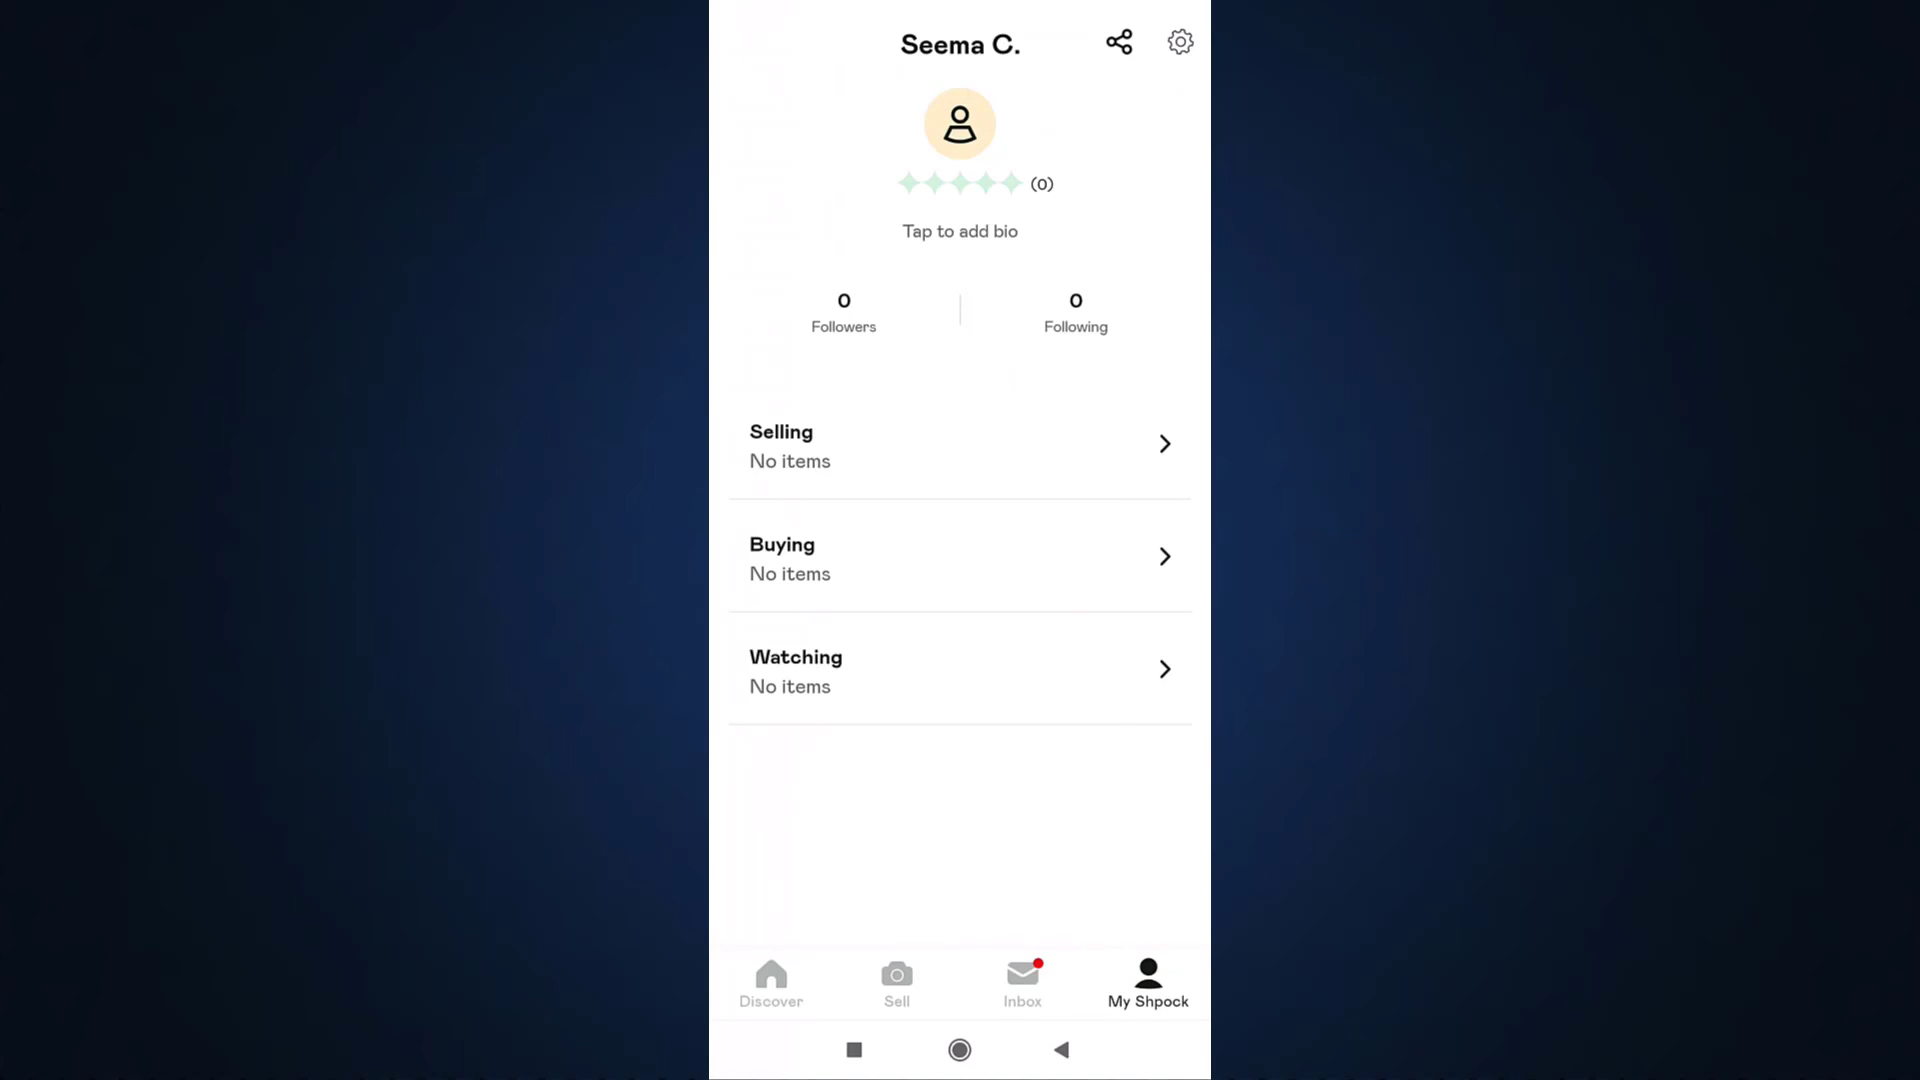 Seema C.
(0)
Tap to add bio
0 0
Followers Following
Selling
No items
Buying
No items
Watching
No items
Discover Sell Inbox My Shpock